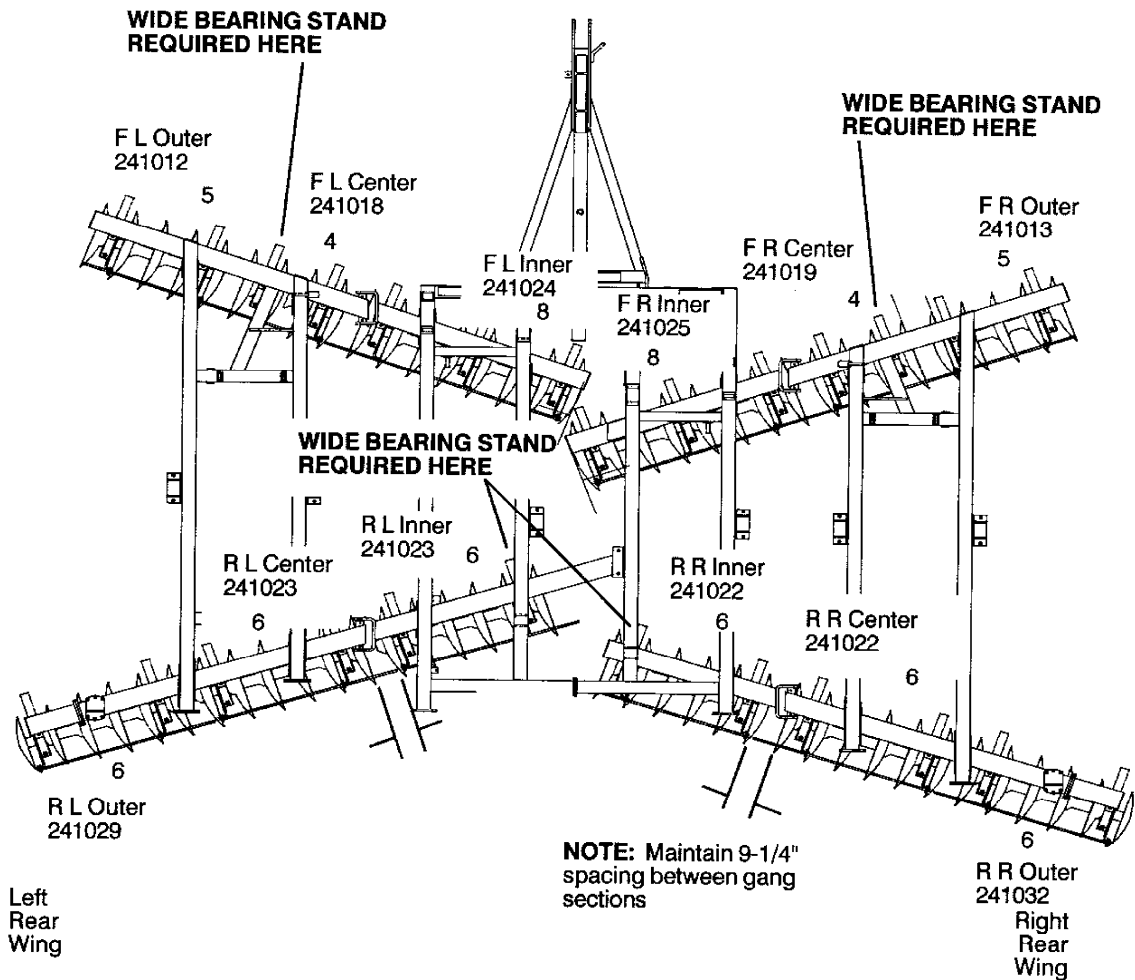 WIDE BEARING STAND
REQUIRED HERE
WIDE BEARING STAND
REQUIRED HERE
F L Outer
241012
5
F L Center
241018
4
F R Outer
241013
5
F R Center
241019
4
F L Inner
241024
8
F R Inner
241025
8
WIDE BEARING STAND
REQUIRED HERE
R L Inner
241023
6
R L Center
241023
6
R R Inner
241022
6
R R Center
241022
6
6
R L Outer
241029
NOTE: Maintain 9-1/4"
spacing between gang
sections
6
R R Outer
241032
Left
Rear
Wing
Right
Rear
Wing